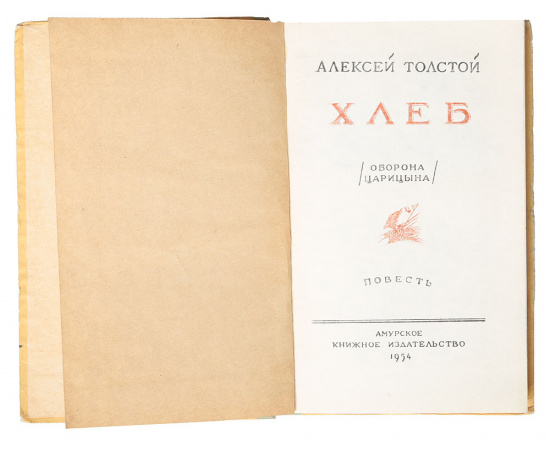 АЛЕКСЕЙ ТОЛСТОЙ
ХЛЕБ
/ОБОРОНА
ЦАРИЦЫНА/
ПОВЕСТЬ
АМУРСКОЕ
КНИЖНОЕ ИЗДАТЕЛЬСТВО
1954